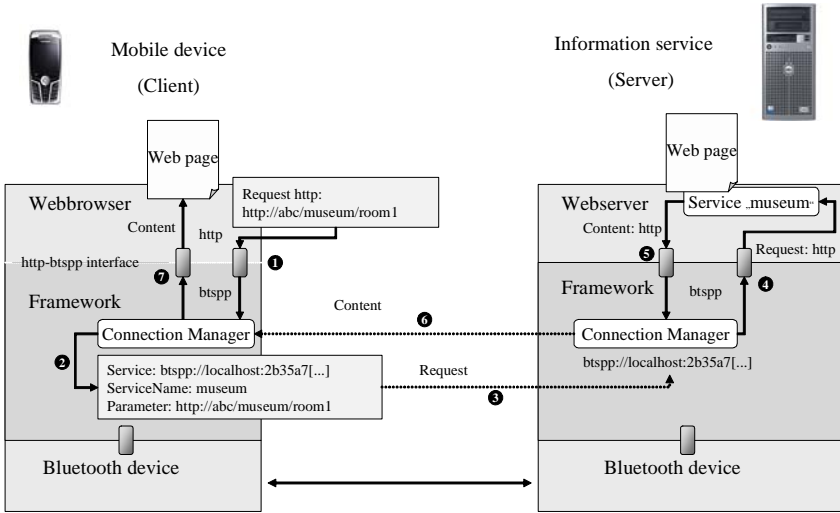 Mobile device
(Client)
Information service
(Server)
Web page
Request http:
http://abc/museum/room1
Webbrowser
Content
http
http-btspp interface
❼
❶
Framework
btspp
Connection Manager
❷
Service: btspp://localhost:2b35a7[...]
ServiceName: museum
Parameter: http://abc/museum/room1
Bluetooth device
Content
❻
Request
❸
Web page
Webserver
Service „museum“
Content: http
❺
Request: http
❹
Framework
btspp
Connection Manager
btspp://localhost:2b35a7[...]
Bluetooth device